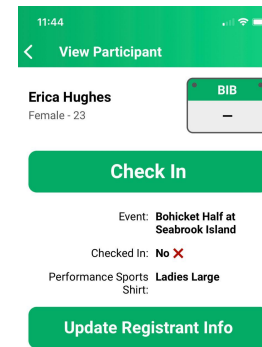 11:44
View Participant
Erica Hughes
Female - 23
BIB
–
Check In
Event: Bohicket Half at
Seabrook Island
Checked In: No ❌
Performance Sports Ladies Large
Shirt:
Update Registrant Info